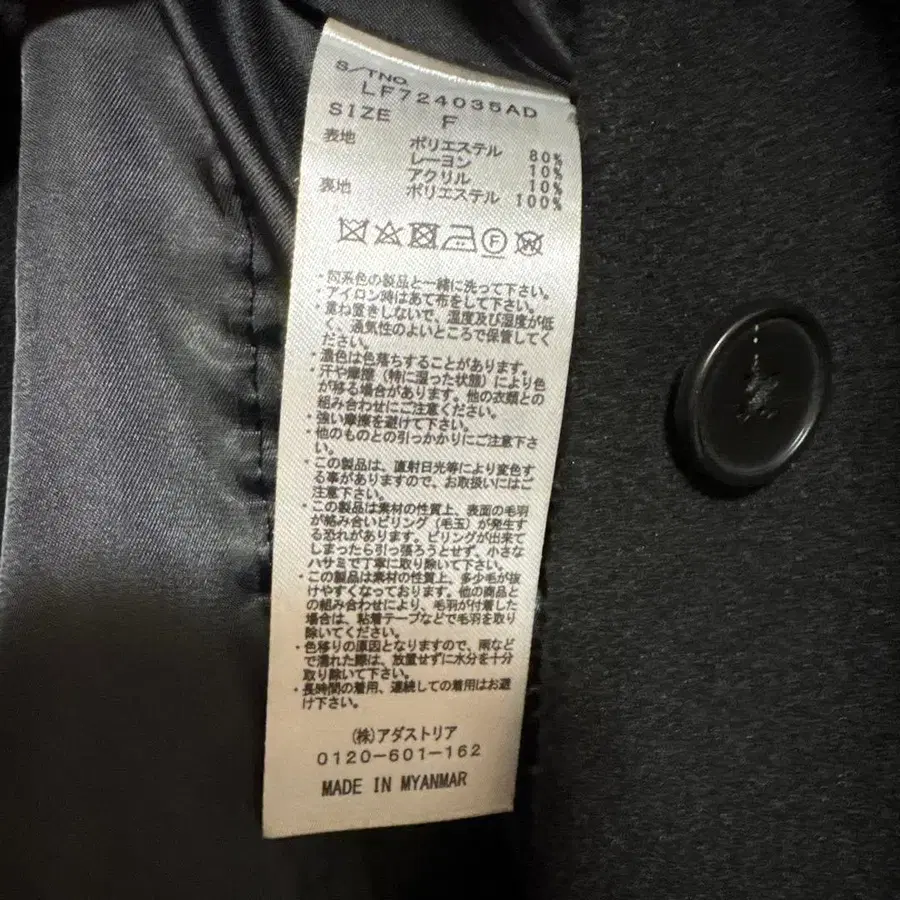 S/TNO.
LF724035AD
SIZE F
表地 ポリエステル 80%
レーヨン 10%
アクリル 10%
裏地 ポリエステル 100%
F W
・同系色の製品と一緒に洗って下さい。
・アイロン時はあて布をして下さい。
・重ね置きしないで、温度及び湿度が低
く、通気性のよいところで保管してく
ださい。
・濃色は色落ちすることがあります。
・汗や摩擦（特に湿った状態）により色
が移る場合があります。他の衣類との
組み合わせにご注意ください。
・強い摩擦を避けて下さい。
・他のものとの引っかかりにご注意下さ
い。
・この製品は、直射日光等により変色す
る事がありますので、お取扱いにはご
注意下さい。
・この製品は素材の性質上、表面の毛羽
が絡み合いピリング（毛玉）が発生す
る恐れがあります。ピリングが出来て
しまったら引っ張ろうとせず、小さな
ハサミで丁寧に取り除いて下さい。
・この製品は素材の性質上、多少毛が抜
けやすくなっております。他の商品と
の組み合わせにより、毛羽が付着した
場合は、粘着テープなどで毛羽を取り
除いてください。
・色移りの原因となりますので、雨など
で濡れた際は、放置せずに水分を十分
取り除いて下さい。
・長時間の着用、連続しての着用はお避
け下さい。
(株)アダストリア
0120-601-162
MADE IN MYANMAR